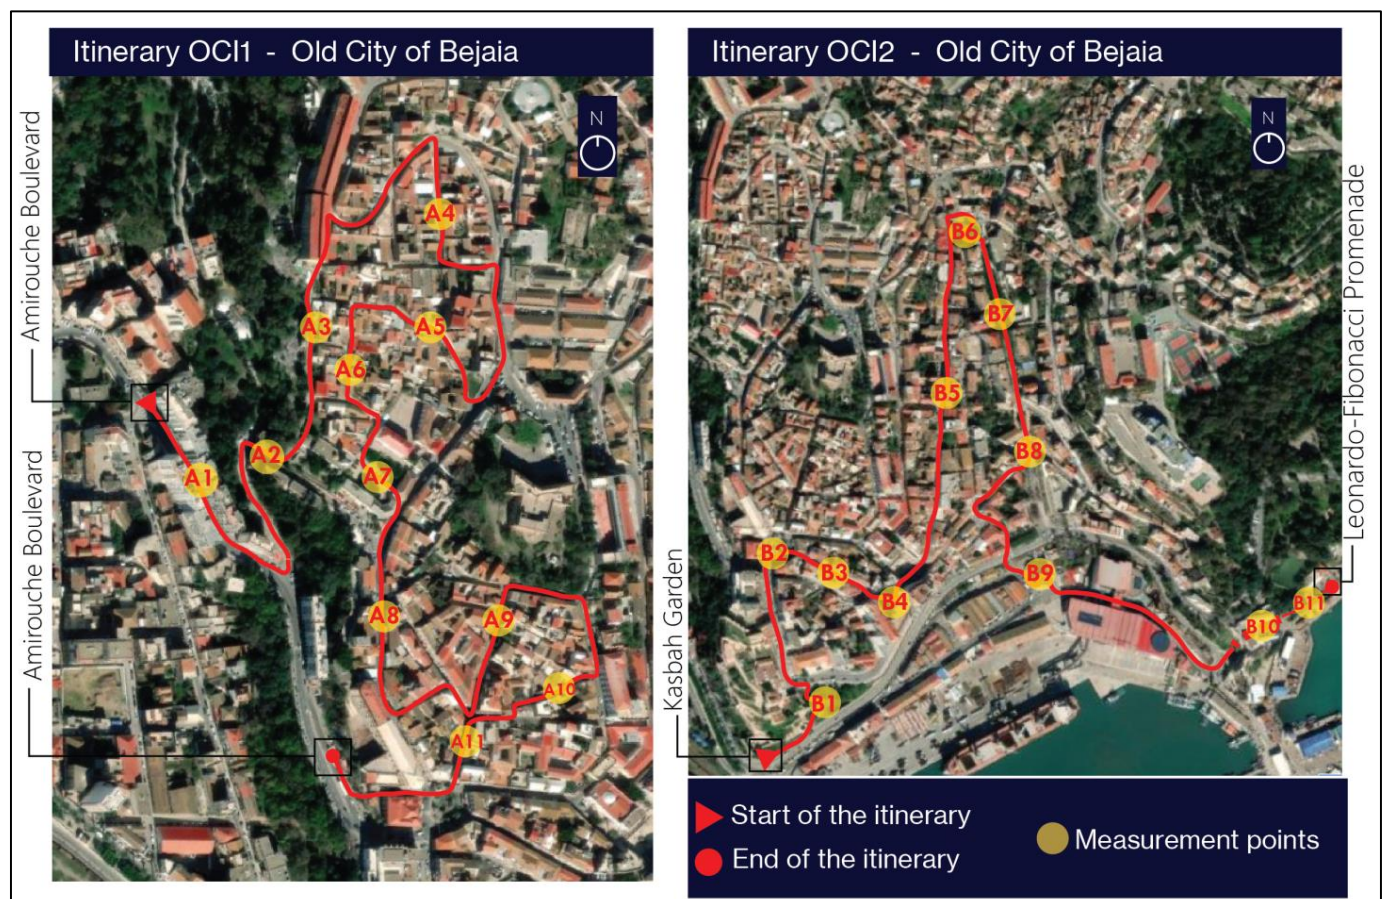 Itinerary OCI1 - Old City of Bejaia
N
Amirouche Boulevard
Amirouche Boulevard
A1
A2
A3
A4
A5
A6
A7
A8
A9
A10
A11
Itinerary OCI2 - Old City of Bejaia
N
Kasbah Garden
Leonardo-Fibonacci Promenade
B1
B2
B3
B4
B5
B6
B7
B8
B9
B10
B11
Start of the itinerary
End of the itinerary
Measurement points